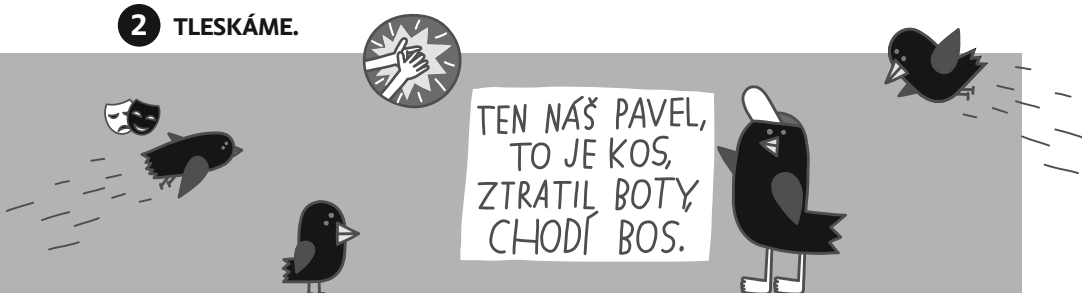 2 TLESKÁME.
TEN NÁŠ PAVEL,
TO JE KOS,
ZTRATIL BOTY,
CHODÍ BOS.